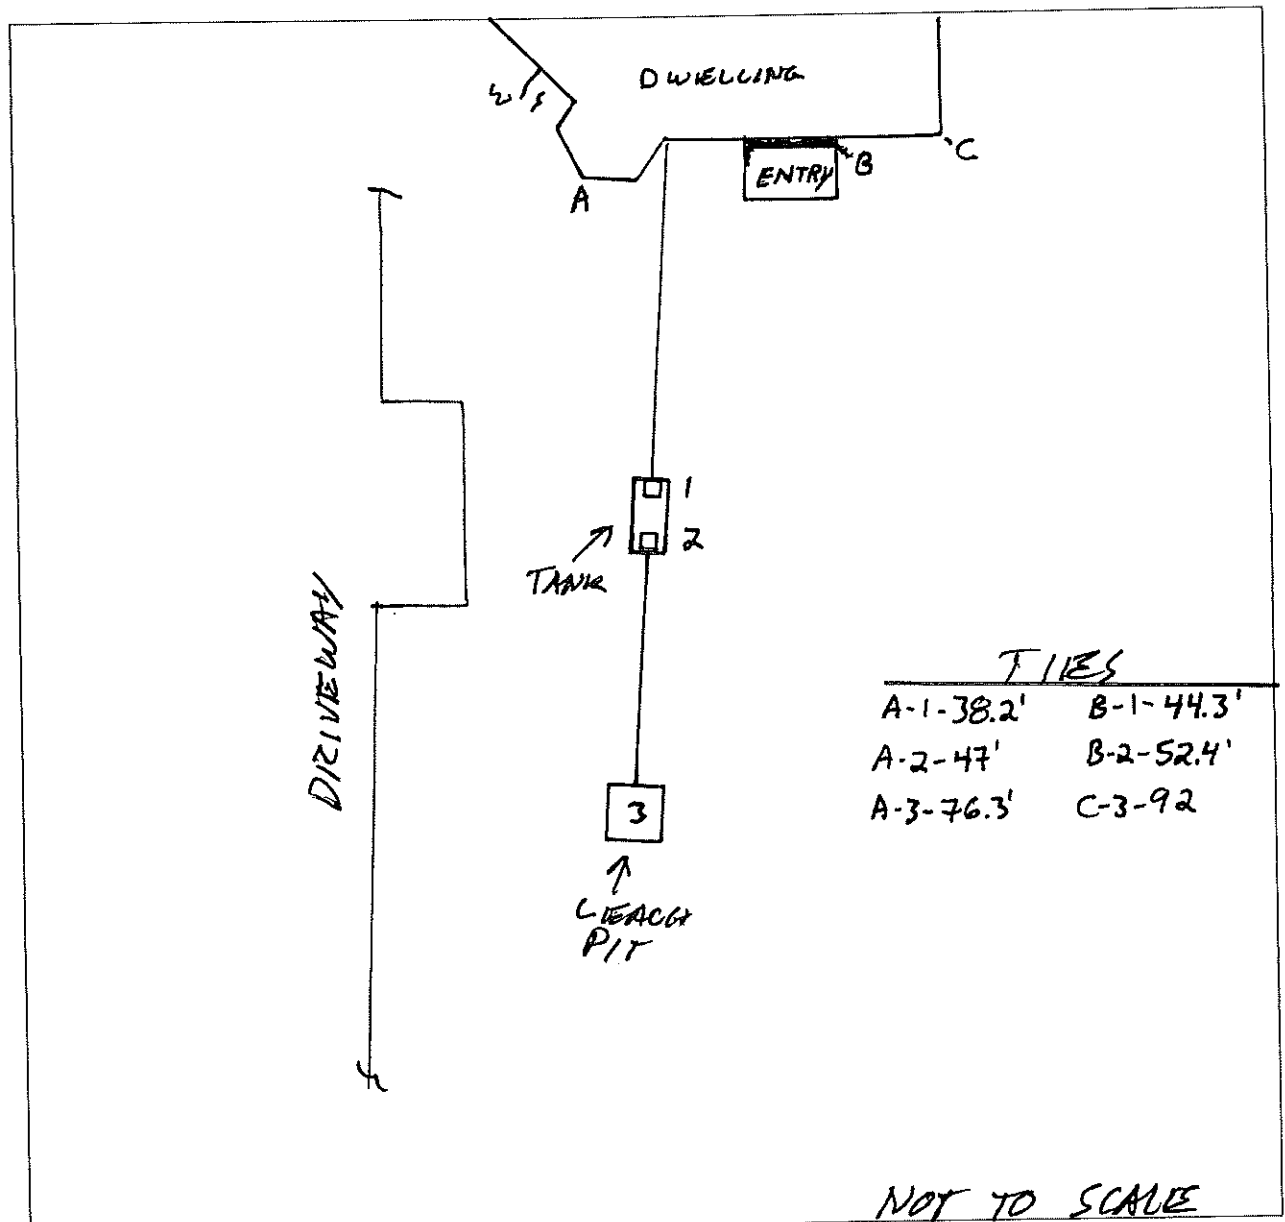 DWELLING
W S
ENTRY
B
C
A
1
2
TANK
DRIVEWAY
3
LEACH
PIT
TIES
A-1-38.2' B-1-44.3'
A-2-47' B-2-52.4'
A-3-76.3' C-3-92
NOT TO SCALE